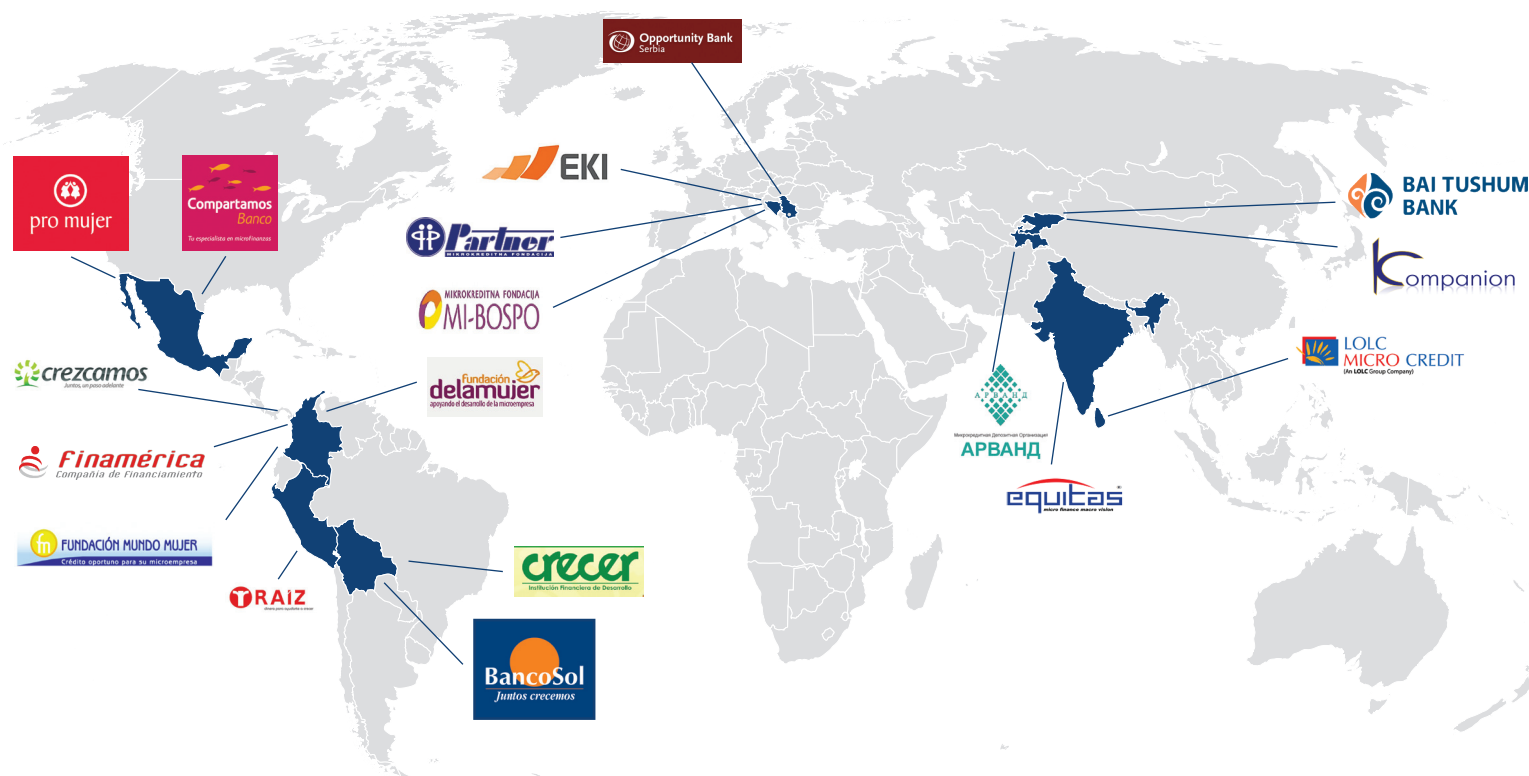 Opportunity Bank
Serbia
pro mujer
Compartamos
Banco
Tu especialista en microfinanzas
EKI
Partner
MIKROKREDITNA FONDACIJA
MIKROKREDITNA FONDACIJA
MI-BOSPO
BAI TUSHUM
BANK
Kompanion
LOLC
MICRO CREDIT
(An LOLC Group Company)
crezcamos
Juntos, un paso adelante
Fundación
delamujer
apoyando el desarrollo de la microempresa
АРВАНД
Микрокредитная Депозитная Организация
АРВАНД
Finamérica
Compañía de Financiamiento
equitas
micro finance macro vision
fm
FUNDACIÓN MUNDO MUJER
Crédito oportuno para su microempresa
RAIZ
crecer
Institución Financiera de Desarrollo
BancoSol
Juntos crecemos